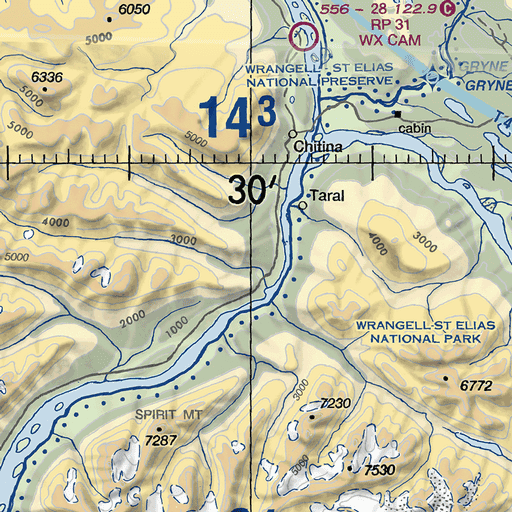 6050
556 - 28 122.9 C
RP 31
WX CAM
5000
6336
WRANGELL - ST ELIAS
NATIONAL PRESERVE
GRYNE
GRYNE
5000
14³
cabin
5000
5000
Chitina
30'
Taral
4000
3000
4000
3000
5000
2000
1000
WRANGELL-ST ELIAS
NATIONAL PARK
6772
3000
SPIRIT MT
7230
7287
5000
7530